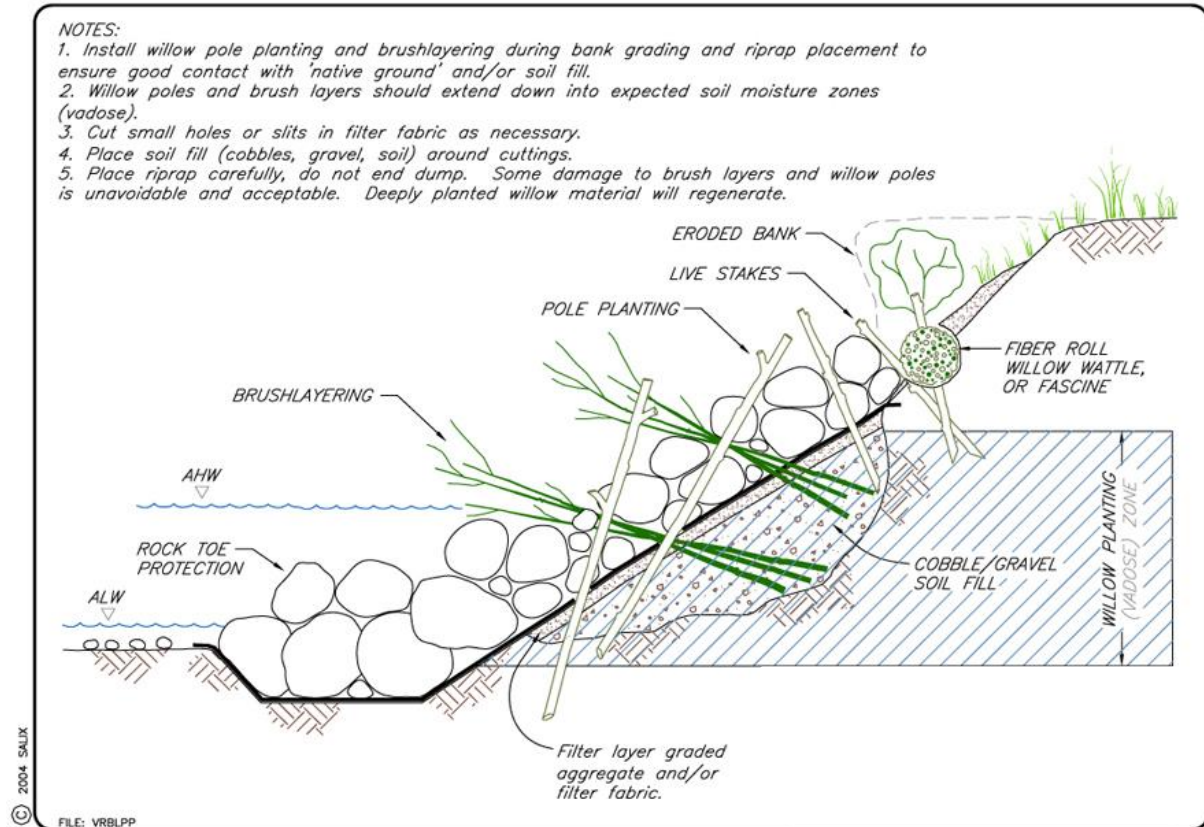 NOTES:
1. Install willow pole planting and brushlayering during bank grading and riprap placement to
ensure good contact with 'native ground' and/or soil fill.
2. Willow poles and brush layers should extend down into expected soil moisture zones
(vadose).
3. Cut small holes or slits in filter fabric as necessary.
4. Place soil fill (cobbles, gravel, soil) around cuttings.
5. Place riprap carefully, do not end dump. Some damage to brush layers and willow poles
is unavoidable and acceptable. Deeply planted willow material will regenerate.
ERODED BANK
LIVE STAKES
POLE PLANTING
FIBER ROLL
WILLOW WATTLE,
OR FASCINE
BRUSHLAYERING
AHW
ROCK TOE
PROTECTION
ALW
COBBLE/GRAVEL
SOIL FILL
WILLOW PLANTING
(VADOSE) ZONE
Filter layer graded
aggregate and/or
filter fabric.
© 2004 SALIX
FILE: VRBLPP